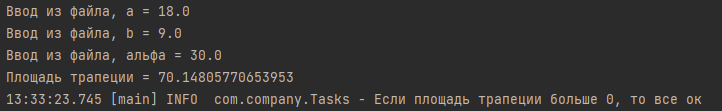 Ввод из файла, a = 18.0
Ввод из файла, b = 9.0
Ввод из файла, альфа = 30.0
Площадь трапеции = 70.14805770653953
13:33:23.745 [main] INFO  com.company.Tasks - Если площадь трапеции больше 0, то все ок